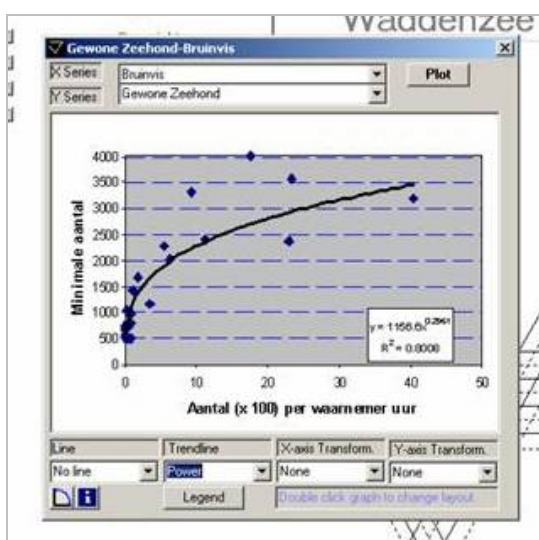 Waddenzee
Gewone Zeehond-Bruinvis
X Series
Bruinvis
Plot
Y Series
Gewone Zeehond
Minimale aantal
4000
3500
3000
2500
2000
1500
1000
500
0
0 10 20 30 40 50
Aantal (x 100) per waarnemer uur
R² = 0.8008
Line Trendline X-axis Transform. Y-axis Transform.
No line Power None None
Legend
Double click graph to change layout